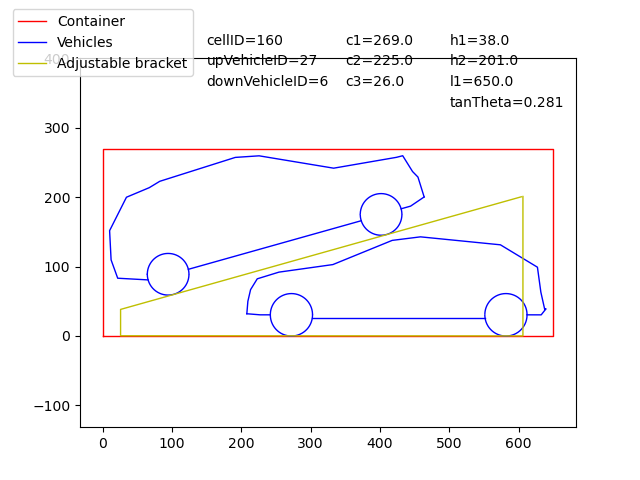 Container
Vehicles
Adjustable bracket
cellID=160
c1=269.0
h1=38.0
upVehicleID=27
c2=225.0
h2=201.0
downVehicleID=6
c3=26.0
l1=650.0
tanTheta=0.281
400
300
200
100
0
−100
0
100
200
300
400
500
600